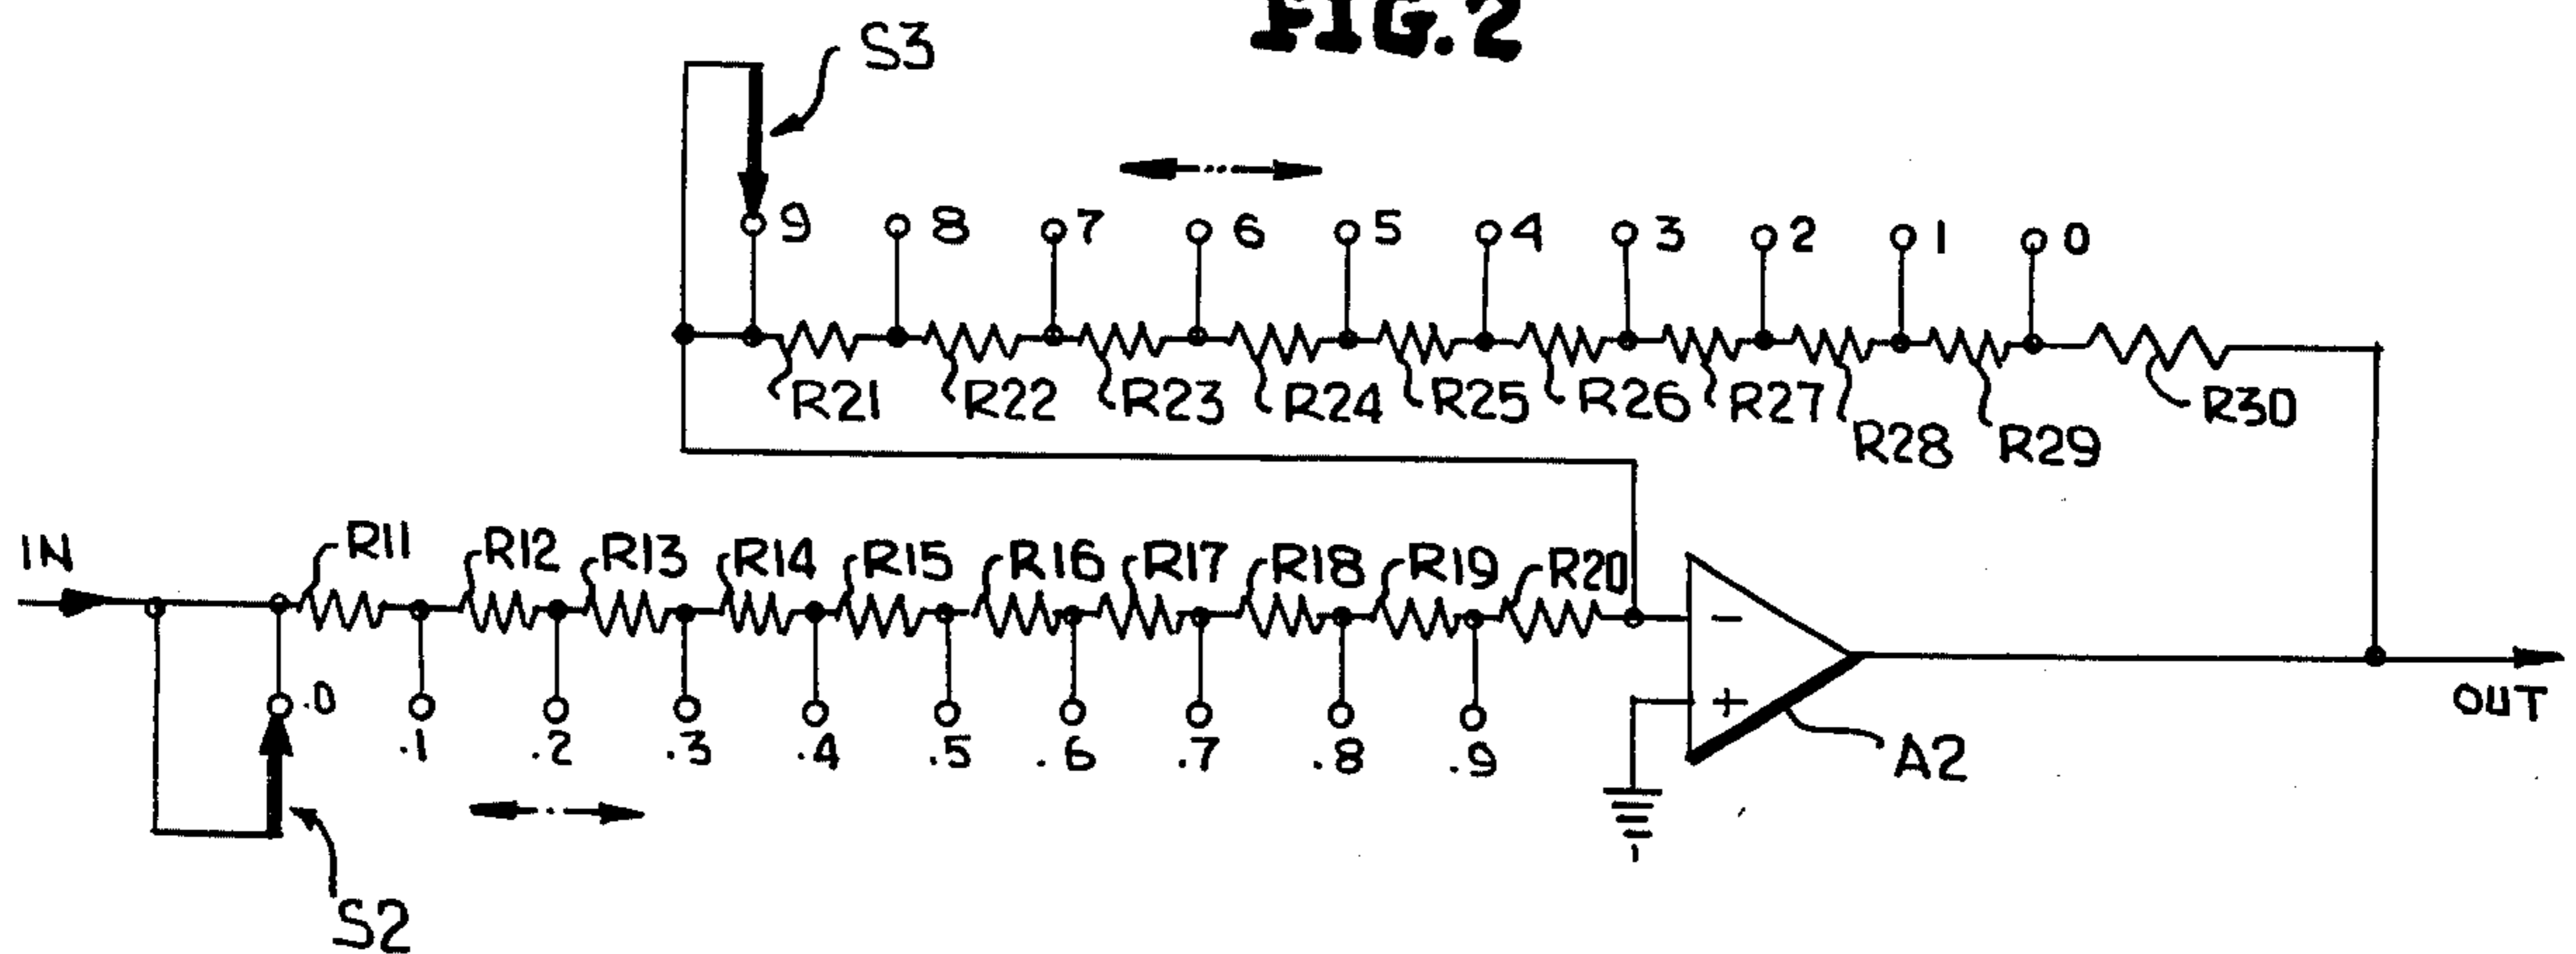 FIG. 2
S3
9 8 7 6 5 4 3 2 1 0
R21 R22 R23 R24 R25 R26 R27 R28 R29 R30
IN R11 R12 R13 R14 R15 R16 R17 R18 R19 R20
−
+
.0 .1 .2 .3 .4 .5 .6 .7 .8 .9
OUT
A2
S2